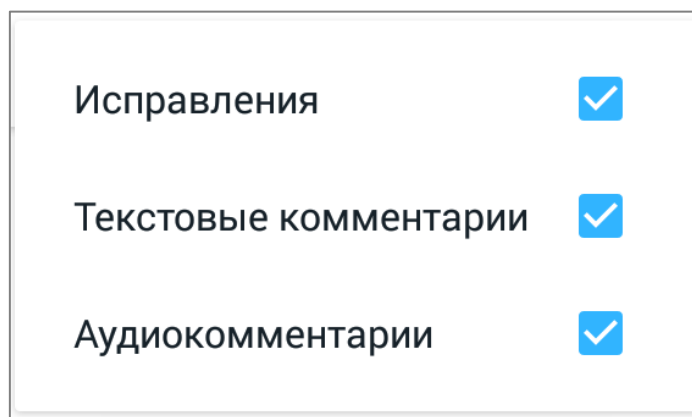 Исправления
Текстовые комментарии
Аудиокомментарии